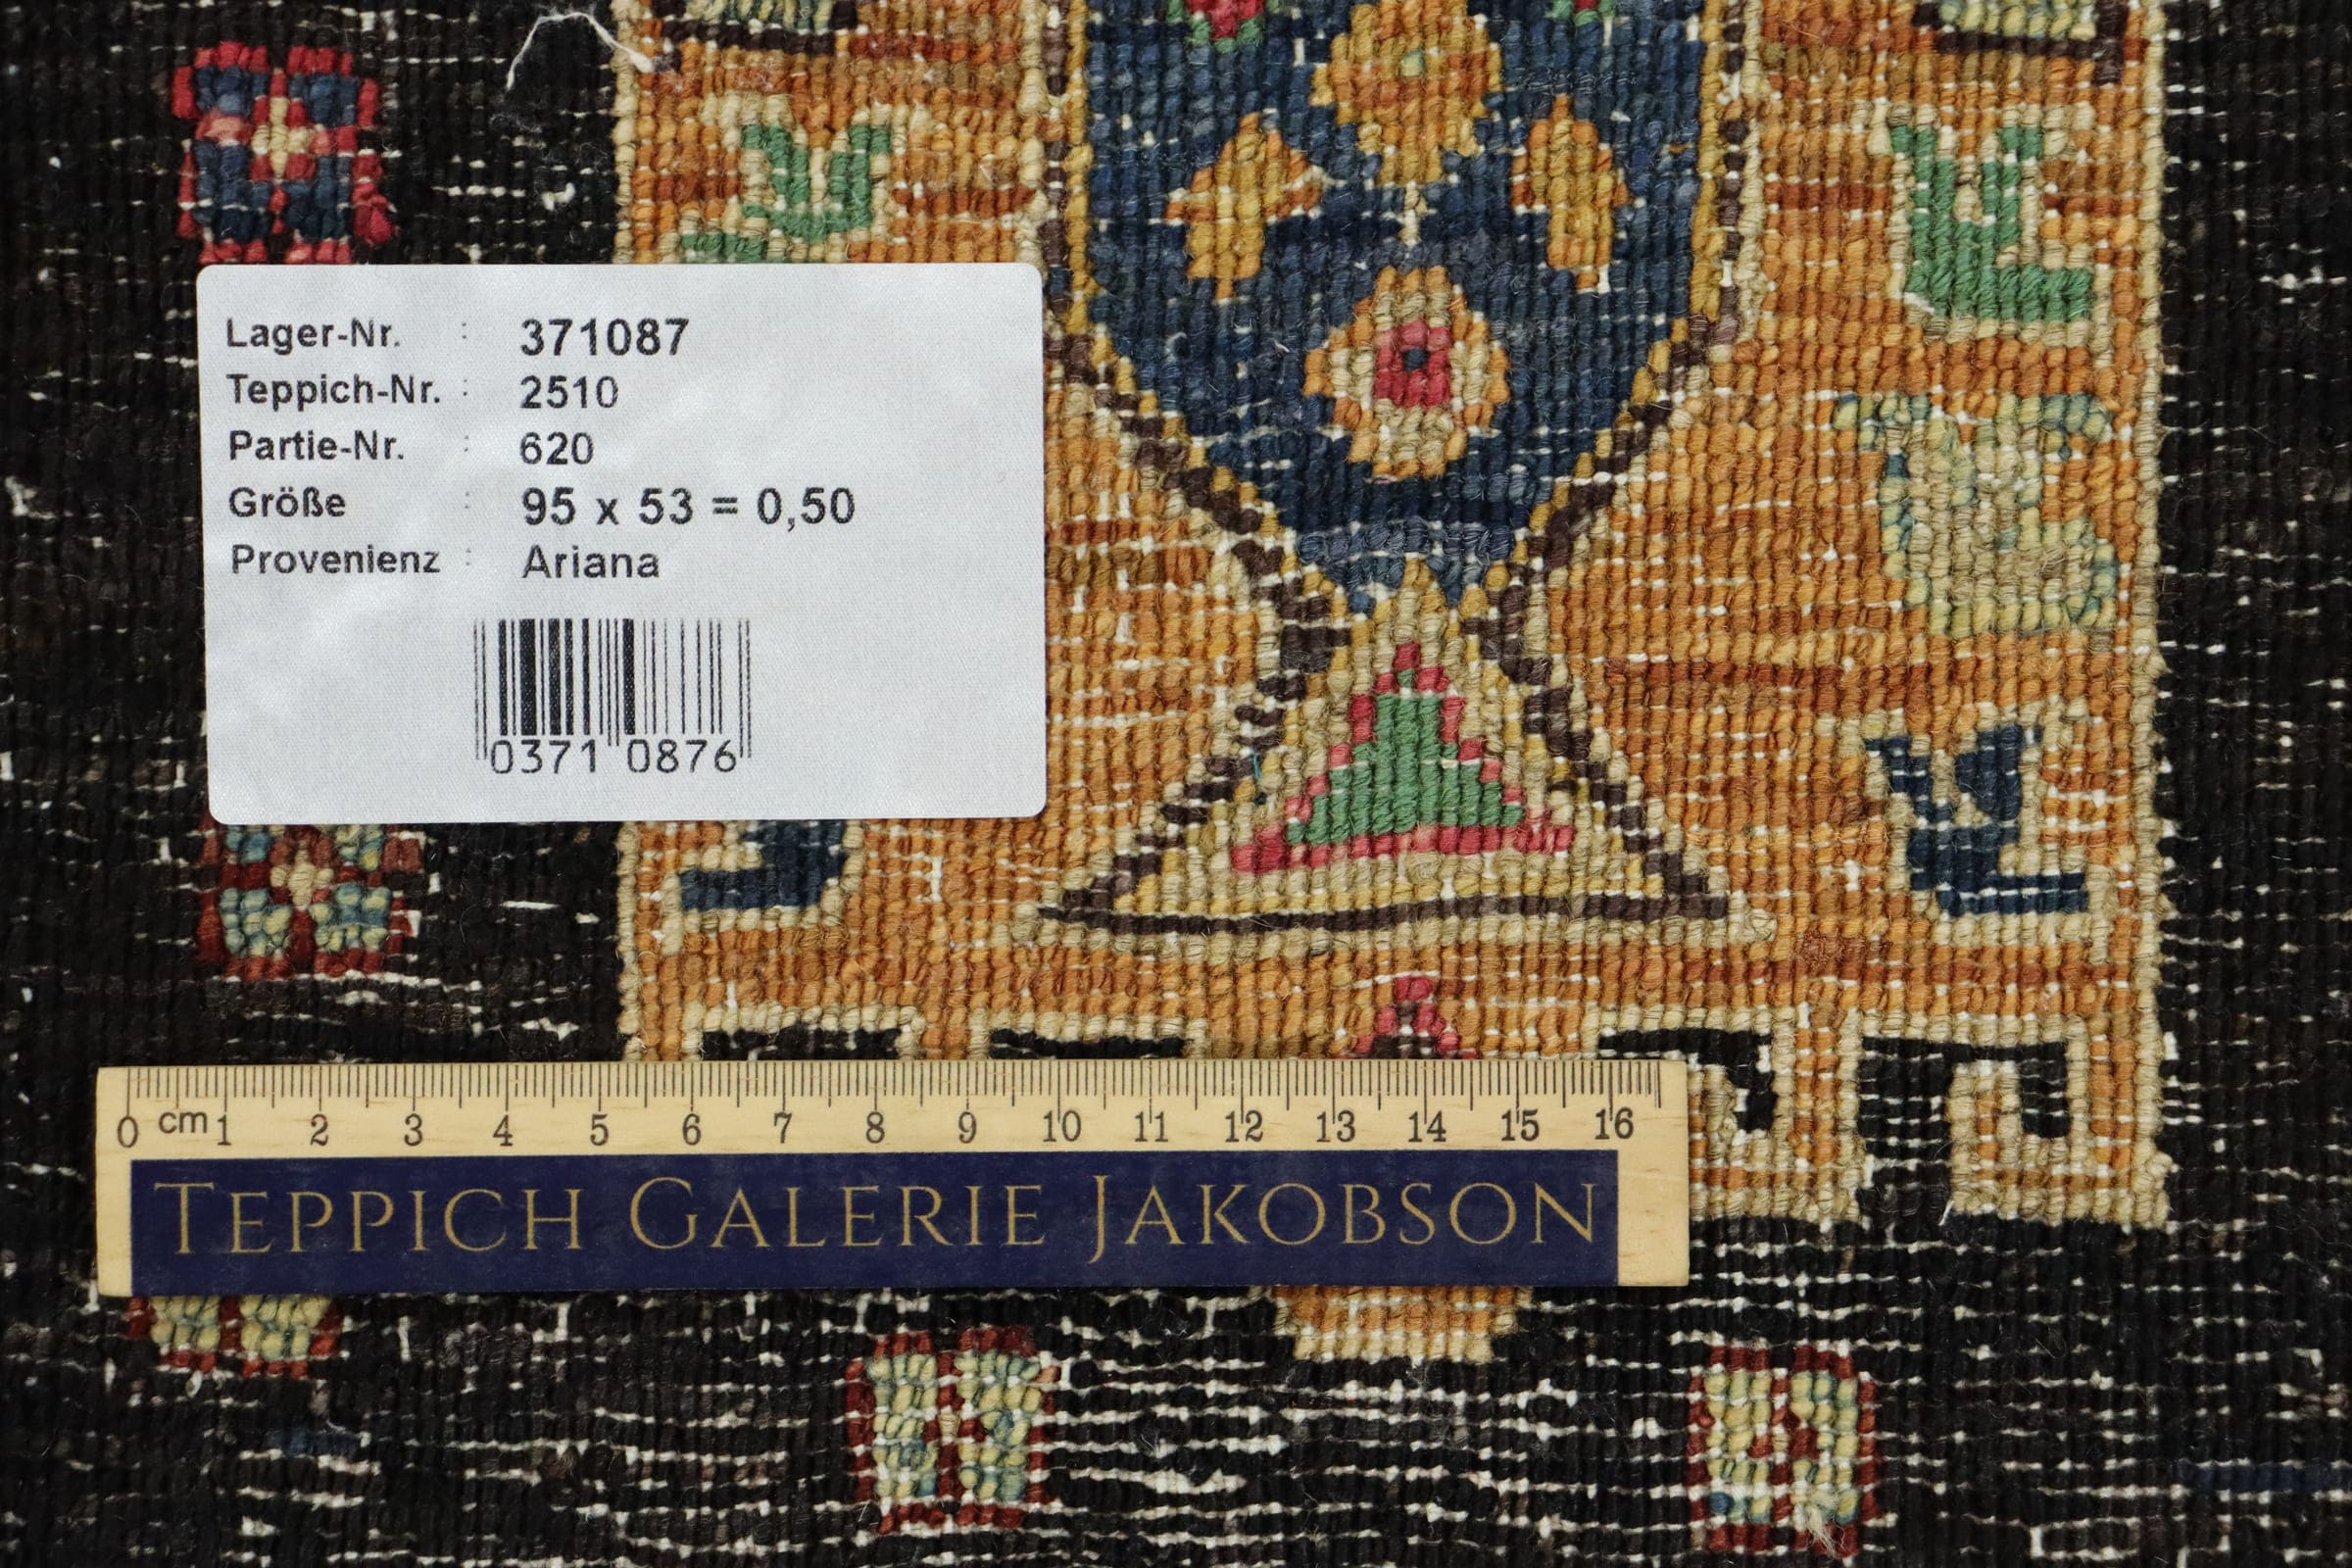 Lager-Nr. : 371087
Teppich-Nr. : 2510
Partie-Nr. : 620
Größe : 95 x 53 = 0,50
Provenienz : Ariana
0371 0876
0 cm 1 2 3 4 5 6 7 8 9 10 11 12 13 14 15 16
TEPPICH GALERIE JAKOBSON